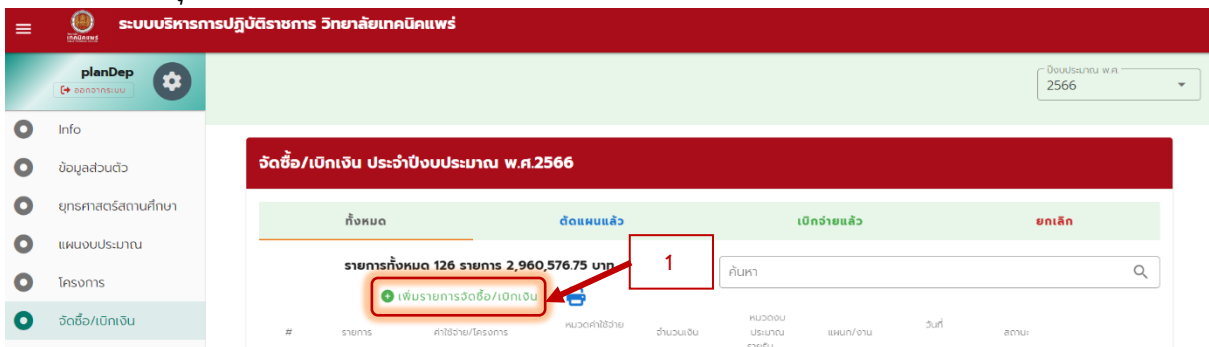 ระบบบริหารการปฏิบัติราชการ วิทยาลัยเทคนิคแพร่
planDep
ออกจากระบบ
ปีงบประมาณ พ.ศ.
2566
Info
ข้อมูลส่วนตัว
ยุทธศาสตร์สถานศึกษา
แผนงบประมาณ
โครงการ
จัดซื้อ/เบิกเงิน
จัดซื้อ/เบิกเงิน ประจำปีงบประมาณ พ.ศ.2566
ทั้งหมด ตัดแผนแล้ว เบิกจ่ายแล้ว ยกเลิก
รายการทั้งหมด 126 รายการ 2,960,576.75 บาท
1
ค้นหา
เพิ่มรายการจัดซื้อ/เบิกเงิน
# รายการ ค่าใช้จ่าย/โครงการ หมวดค่าใช้จ่าย จำนวนเงิน หมวดงบประมาณ แผนก/งาน วันที่ สถานะ